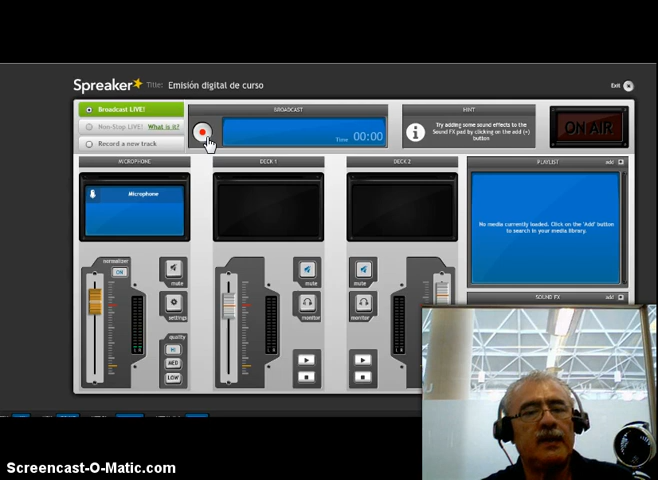 Spreaker Title: Emisión digital de curso
Exit
Broadcast LIVE!
Non-Stop LIVE! What is it?
Record a new track
BROADCAST
Time 00:00
HINT
Try adding some sound effects to the
Sound FX pad by clicking on the add (+)
button
ON AIR
MICROPHONE
Microphone
DECK 1
DECK 2
PLAYLIST
add
No media currently loaded. Click on the 'Add' button
to search in your media library.
normalizer
ON
mute
settings
quality
HI
MED
LOW
mute
monitor
mute
monitor
SOUND FX
add
Screencast-O-Matic.com